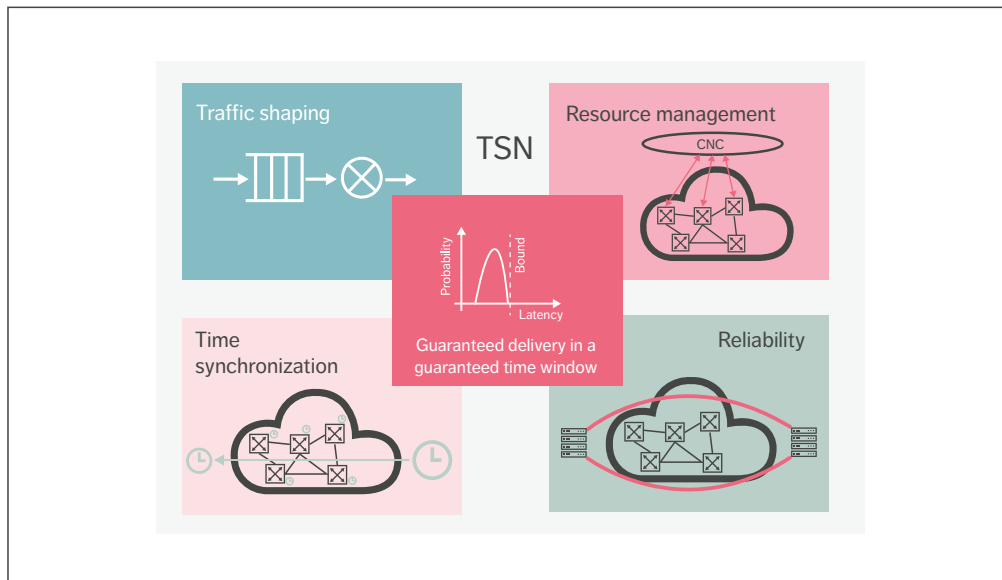 Traffic shaping
TSN
Resource management
CNC
Probability
Bound
Latency
Guaranteed delivery in a
guaranteed time window
Time
synchronization
Reliability